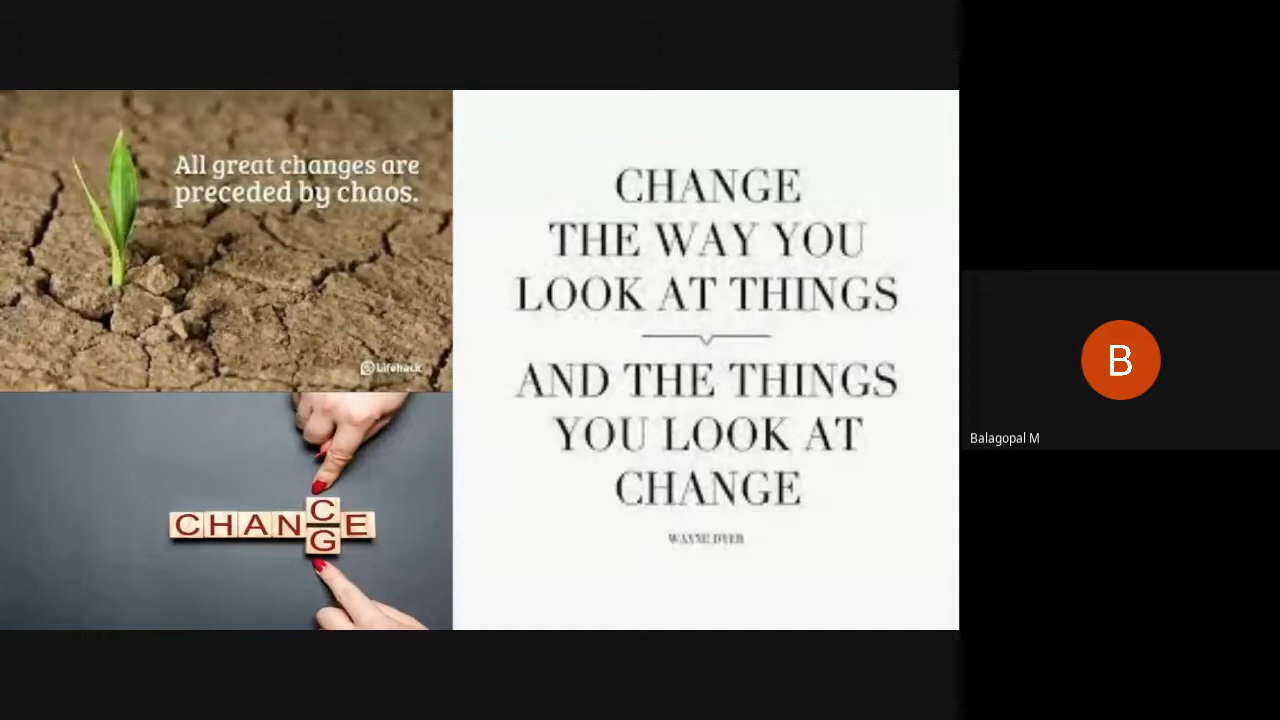 All great changes are
preceded by chaos.
Lifehack
CHAN
C
G
E
CHANGE
THE WAY YOU
LOOK AT THINGS
AND THE THINGS
YOU LOOK AT
CHANGE
WAYNE DYER
B
Balagopal M